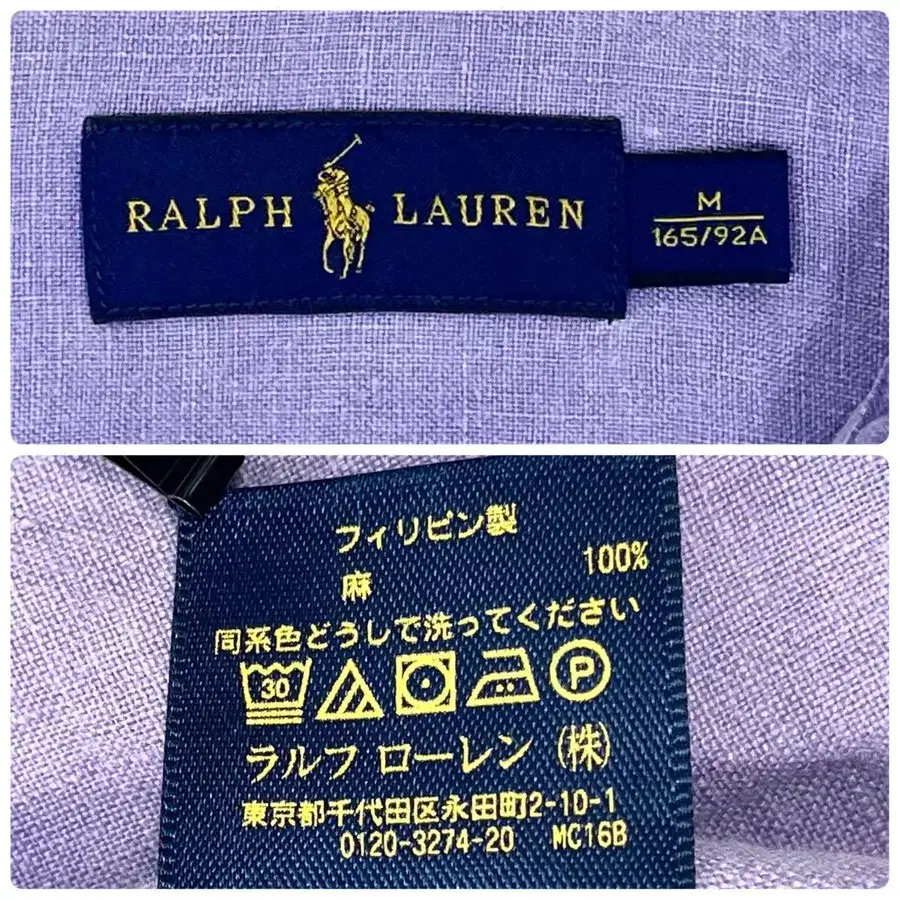 RALPH LAUREN
M
165/92A
フィリピン製
麻 100%
同系色どうしで洗ってください
30 P
ラルフ ローレン (株)
東京都千代田区永田町2-10-1
0120-3274-20 MC16B